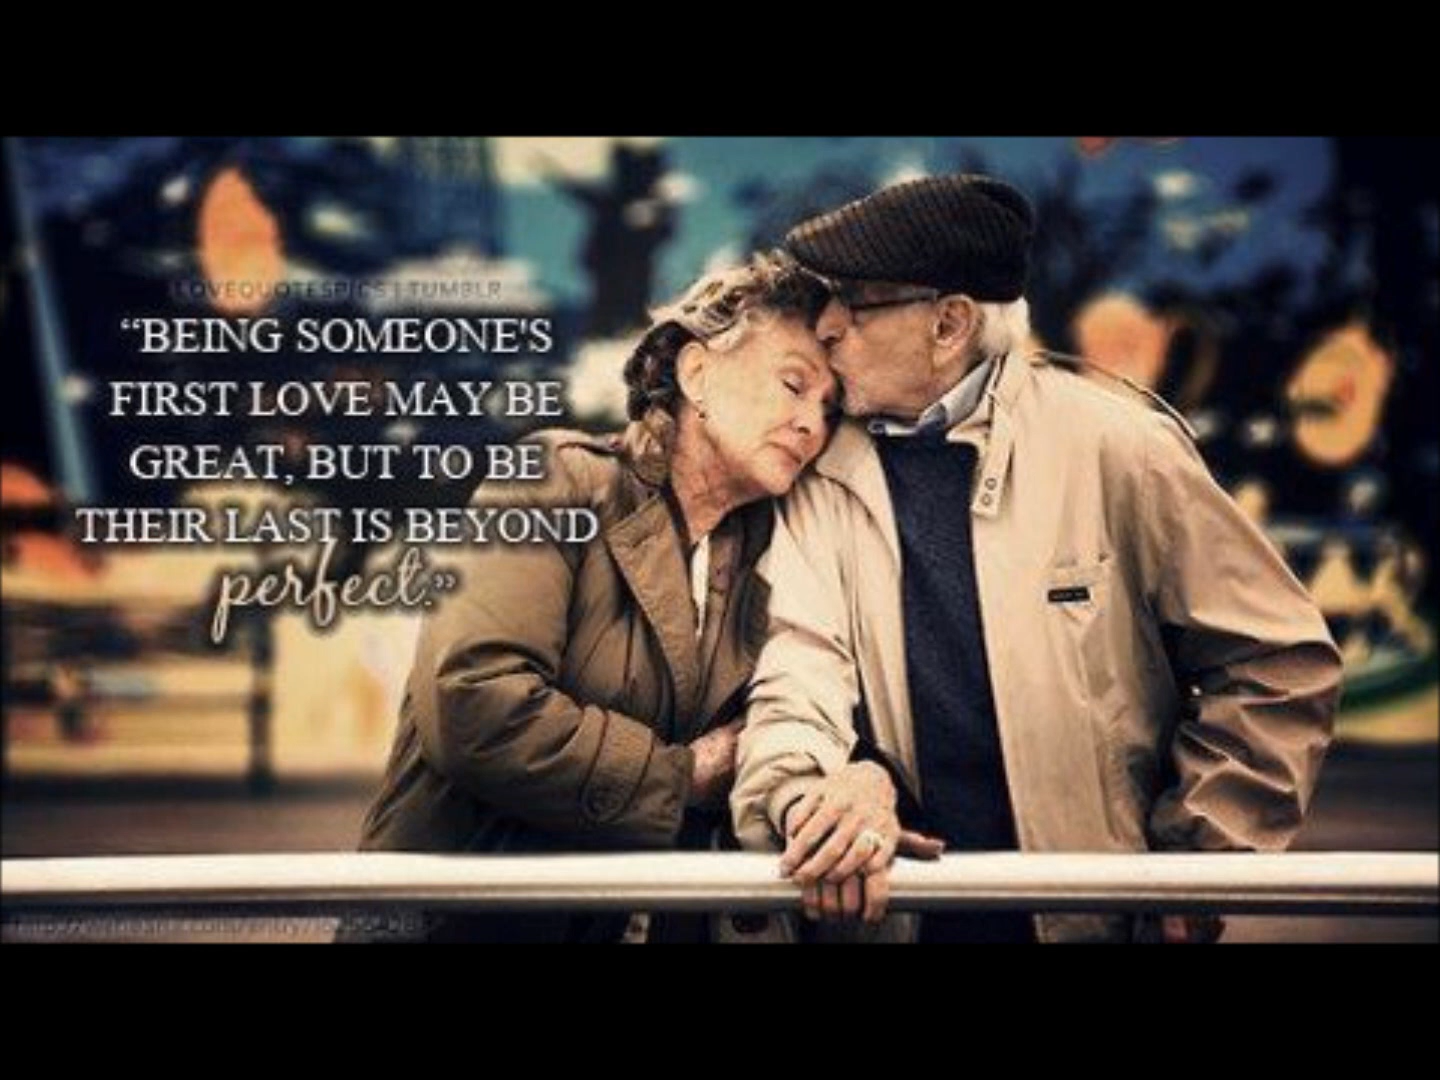 LOVEQUOTESPICS | TUMBLR
“BEING SOMEONE'S
FIRST LOVE MAY BE
GREAT, BUT TO BE
THEIR LAST IS BEYOND
perfect.”